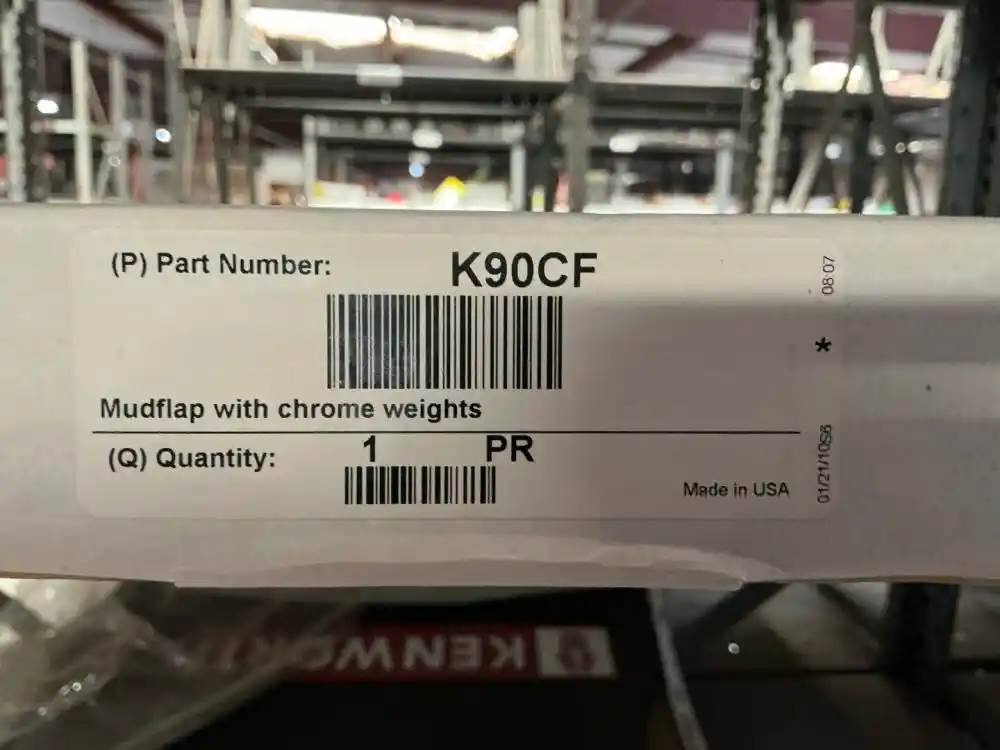 (P) Part Number: K90CF
Mudflap with chrome weights
(Q) Quantity: 1 PR
Made in USA
08:07
*
01/21/10S6
KENWORTH